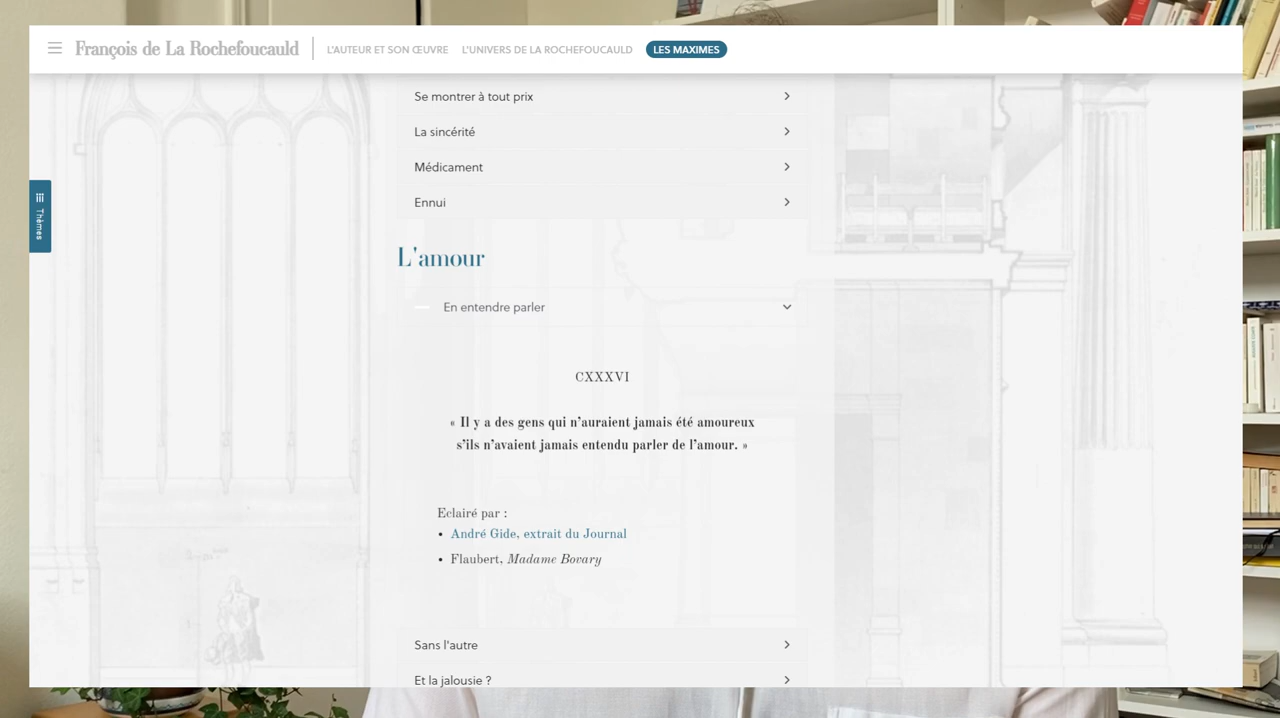 François de La Rochefoucauld
L'AUTEUR ET SON ŒUVRE
L'UNIVERS DE LA ROCHEFOUCAULD
LES MAXIMES
Se montrer à tout prix
La sincérité
Médicament
Ennui
Thèmes
L'amour
En entendre parler
CXXXVI
« Il y a des gens qui n’auraient jamais été amoureux
s’ils n’avaient jamais entendu parler de l’amour. »
Eclairé par :
• André Gide, extrait du Journal
• Flaubert, Madame Bovary
Sans l'autre
Et la jalousie ?